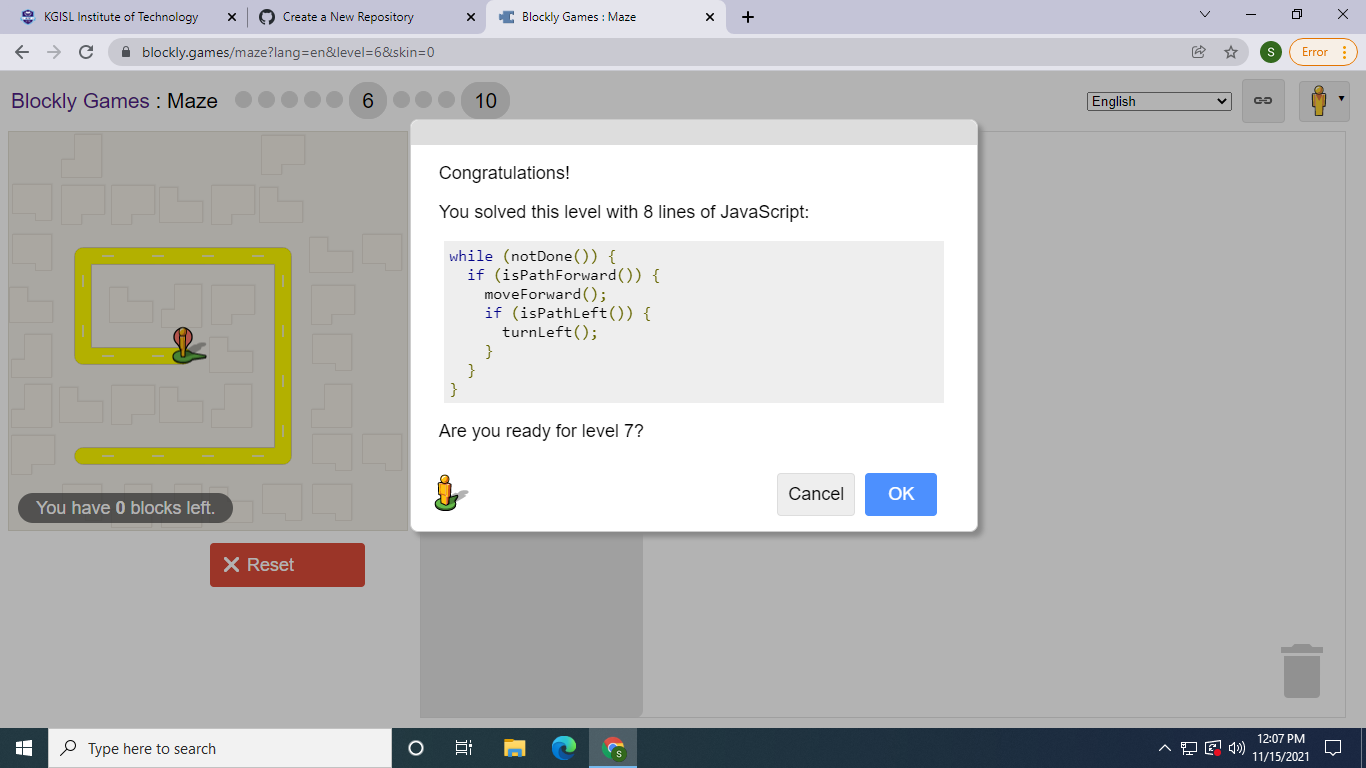 KGISL Institute of Technology
Create a New Repository
Blockly Games : Maze
blockly.games/maze?lang=en&level=6&skin=0
S
Error
Blockly Games : Maze
6
10
English
Congratulations!
You solved this level with 8 lines of JavaScript:
while (notDone()) {
  if (isPathForward()) {
    moveForward();
    if (isPathLeft()) {
      turnLeft();
    }
  }
}
Are you ready for level 7?
Cancel
OK
You have 0 blocks left.
Reset
Type here to search
S
12:07 PM
11/15/2021